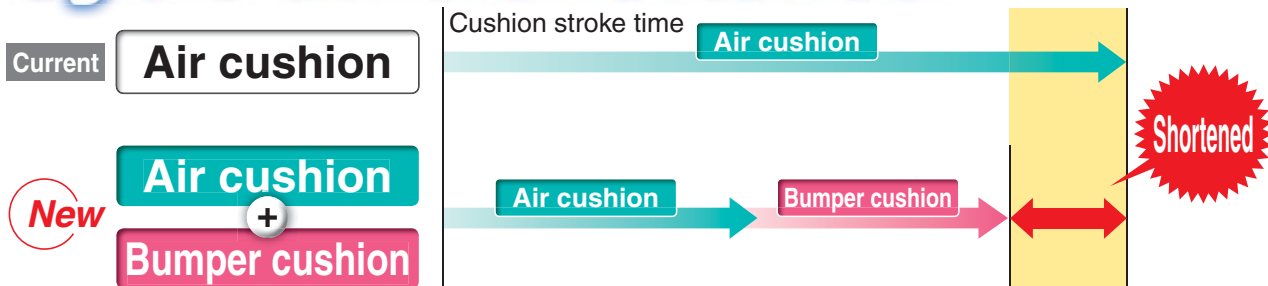 Cushion stroke time
Current
Air cushion
Air cushion
Shortened
New
Air cushion
+
Bumper cushion
Air cushion
Bumper cushion